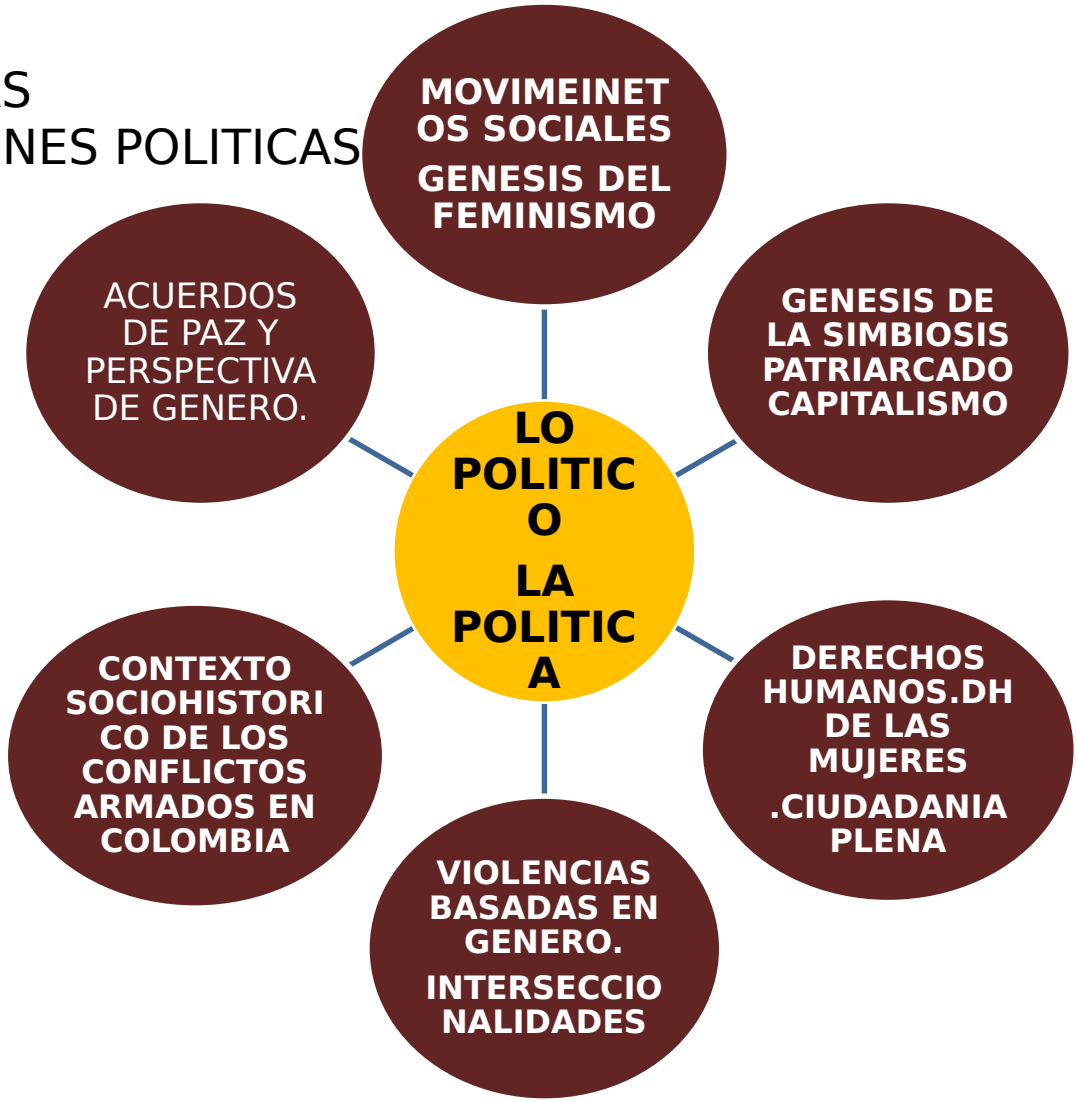 AS
NES POLITICAS
MOVIMEINET
OS SOCIALES
GENESIS DEL
FEMINISMO
GENESIS DE
LA SIMBIOSIS
PATRIARCADO
CAPITALISMO
DERECHOS
HUMANOS.DH
DE LAS
MUJERES
.CIUDADANIA
PLENA
VIOLENCIAS
BASADAS EN
GENERO.
INTERSECCIO
NALIDADES
CONTEXTO
SOCIOHISTORI
CO DE LOS
CONFLICTOS
ARMADOS EN
COLOMBIA
ACUERDOS
DE PAZ Y
PERSPECTIVA
DE GENERO.
LO
POLITIC
O
LA
POLITIC
A